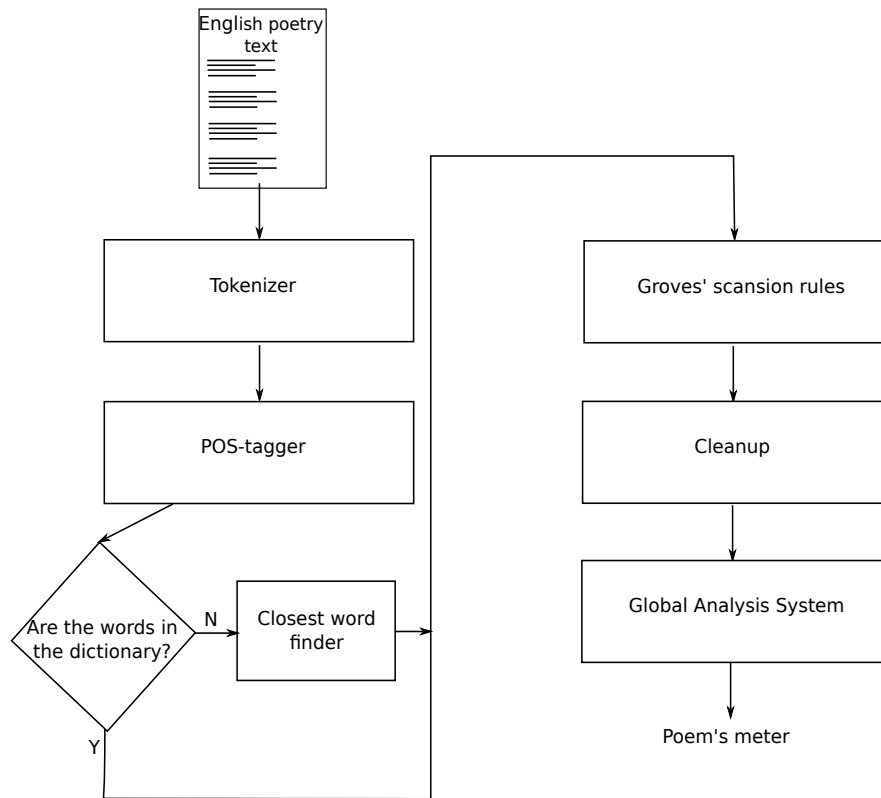 English poetry
text
Tokenizer
POS-tagger
Are the words in
the dictionary?
N
Y
Closest word
finder
Groves' scansion rules
Cleanup
Global Analysis System
Poem's meter